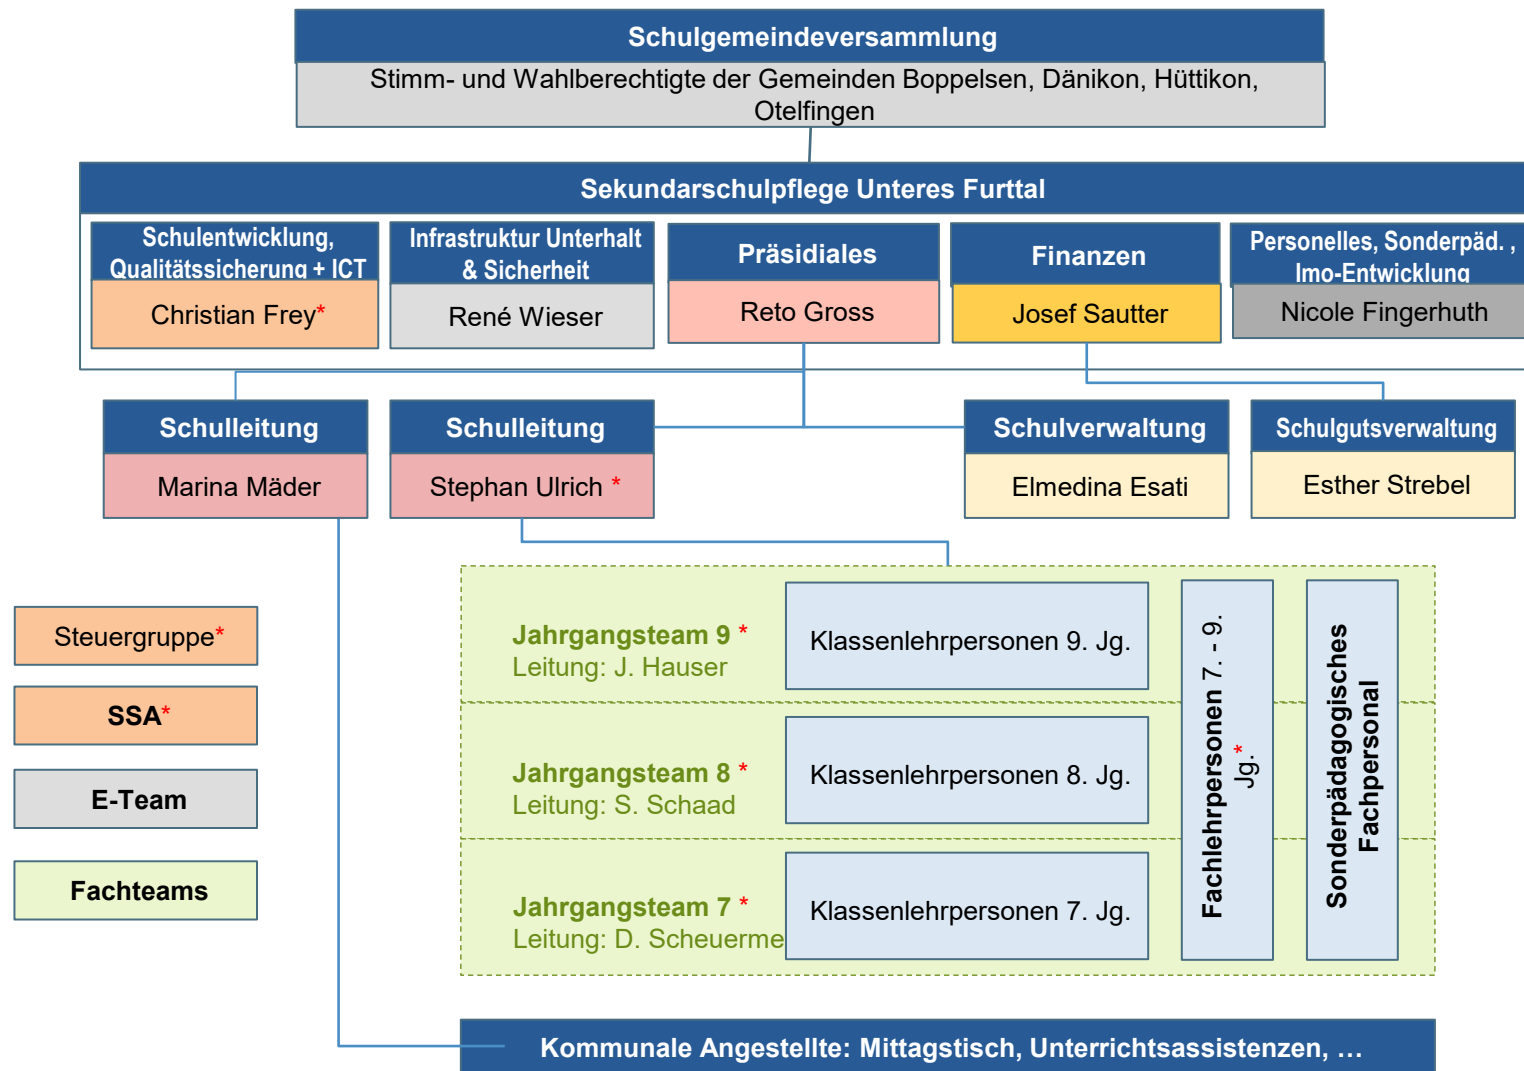 Schulgemeindeversammlung
Stimm- und Wahlberechtigte der Gemeinden Boppelsen, Dänikon, Hüttikon,
Otelfingen
Sekundarschulpflege Unteres Furttal
Schulentwicklung,
Qualitätssicherung + ICT
Christian Frey*
Infrastruktur Unterhalt
& Sicherheit
René Wieser
Präsidiales
Reto Gross
Finanzen
Josef Sautter
Personelles, Sonderpäd. ,
Imo-Entwicklung
Nicole Fingerhuth
Schulleitung
Marina Mäder
Schulleitung
Stephan Ulrich *
Schulverwaltung
Elmedina Esati
Schulgutsverwaltung
Esther Strebel
Steuergruppe*
SSA*
E-Team
Fachteams
Jahrgangsteam 9 *
Leitung: J. Hauser
Klassenlehrpersonen 9. Jg.
Jahrgangsteam 8 *
Leitung: S. Schaad
Klassenlehrpersonen 8. Jg.
Jahrgangsteam 7 *
Leitung: D. Scheuerme
Klassenlehrpersonen 7. Jg.
Fachlehrpersonen 7. - 9.
Jg.*
Sonderpädagogisches
Fachpersonal
Kommunale Angestellte: Mittagstisch, Unterrichtsassistenzen, …